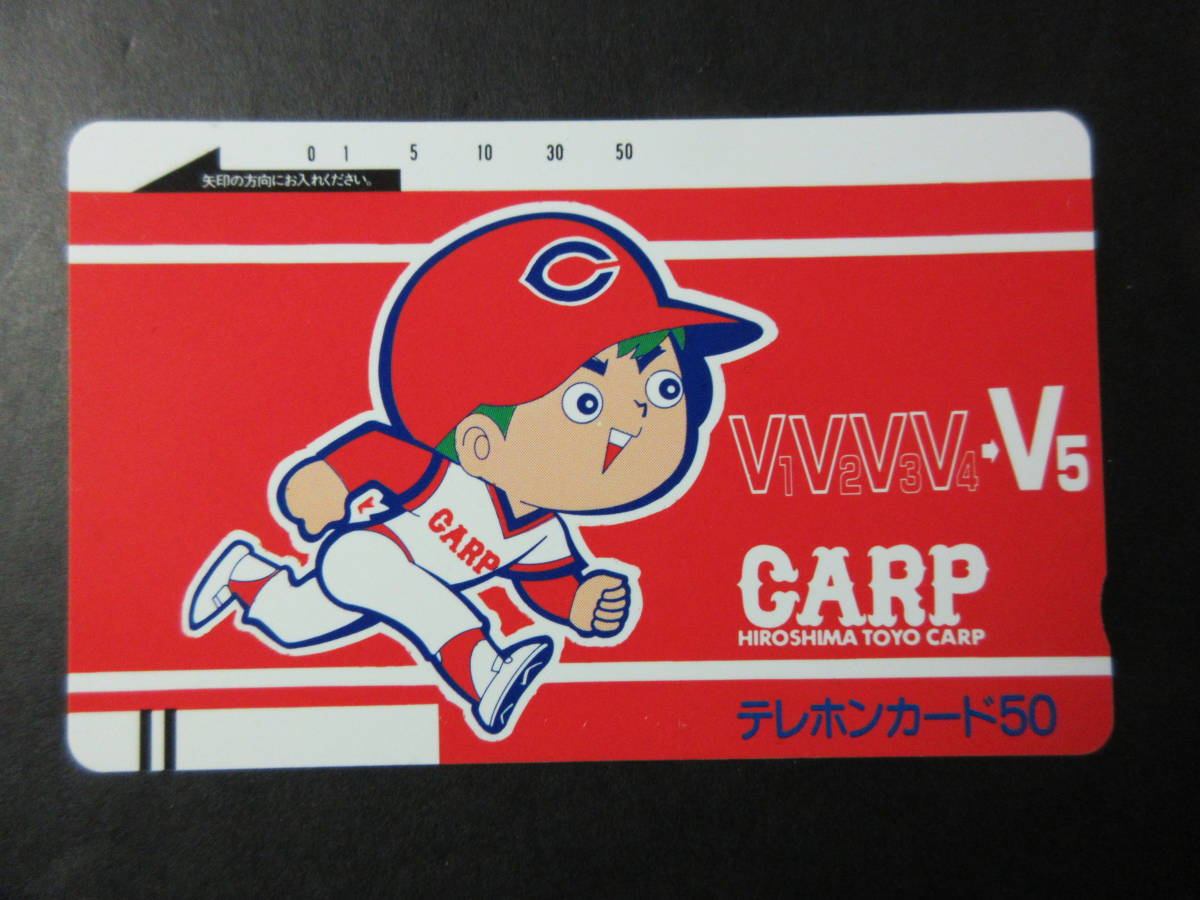 0 1 5 10 30 50
矢印の方向にお入れください。
C
V1V2V3V4➡V5
CARP
CARP
HIROSHIMA TOYO CARP
テレホンカード50